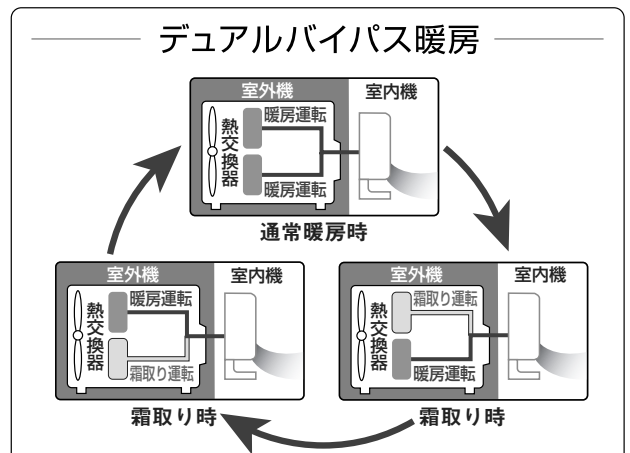 デュアルバイパス暖房
室外機
室内機
暖房運転
熱交換器
暖房運転
通常暖房時
室外機
室内機
暖房運転
熱交換器
霜取り運転
霜取り時
室外機
室内機
霜取り運転
熱交換器
暖房運転
霜取り時